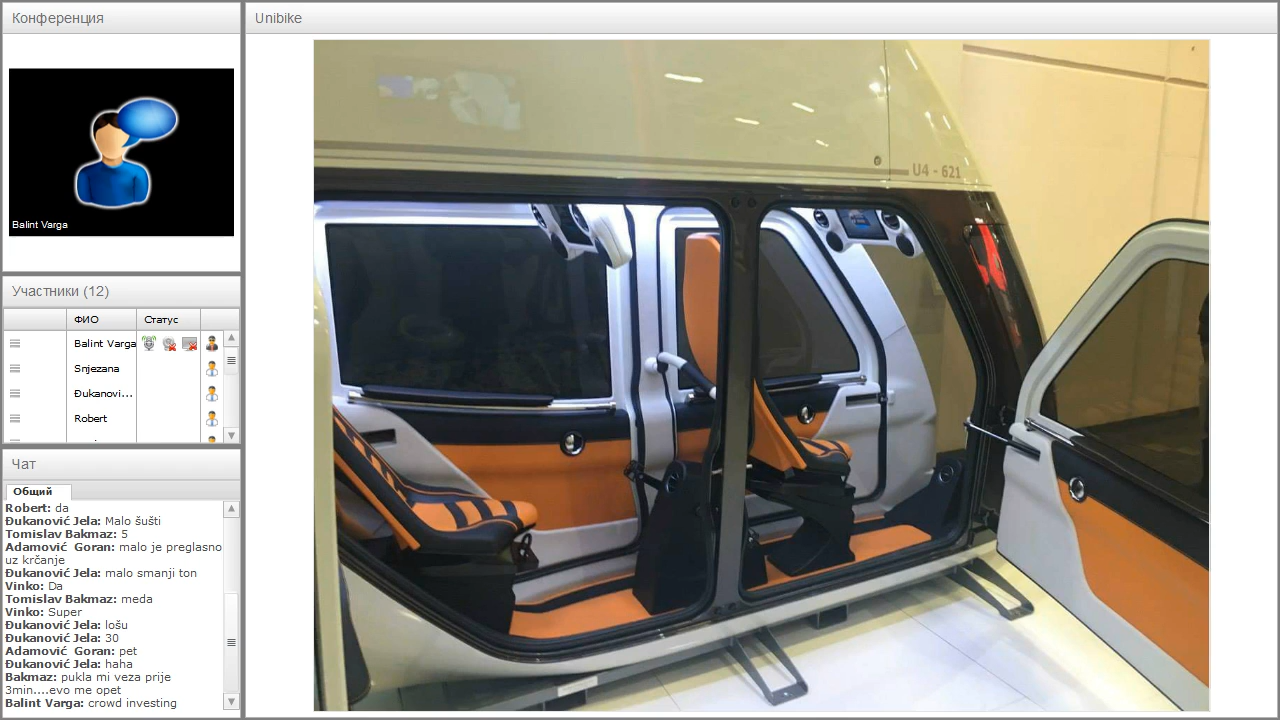 Конференция
Unibike
Balint Varga
Участники (12)
ФИО Статус
Balint Varga
Snjezana
Đukanovi...
Robert
Чат
Общий
Robert: da
Đukanović Jela: Malo šušti
Tomislav Bakmaz: 5
Adamović Goran: malo je preglasno
uz krčanje
Đukanović Jela: malo smanji ton
Vinko: Da
Tomislav Bakmaz: meda
Vinko: Super
Đukanović Jela: lošu
Đukanović Jela: 30
Adamović Goran: pet
Đukanović Jela: haha
Bakmaz: pukla mi veza prije
3min....evo me opet
Balint Varga: crowd investing
U4 - 621